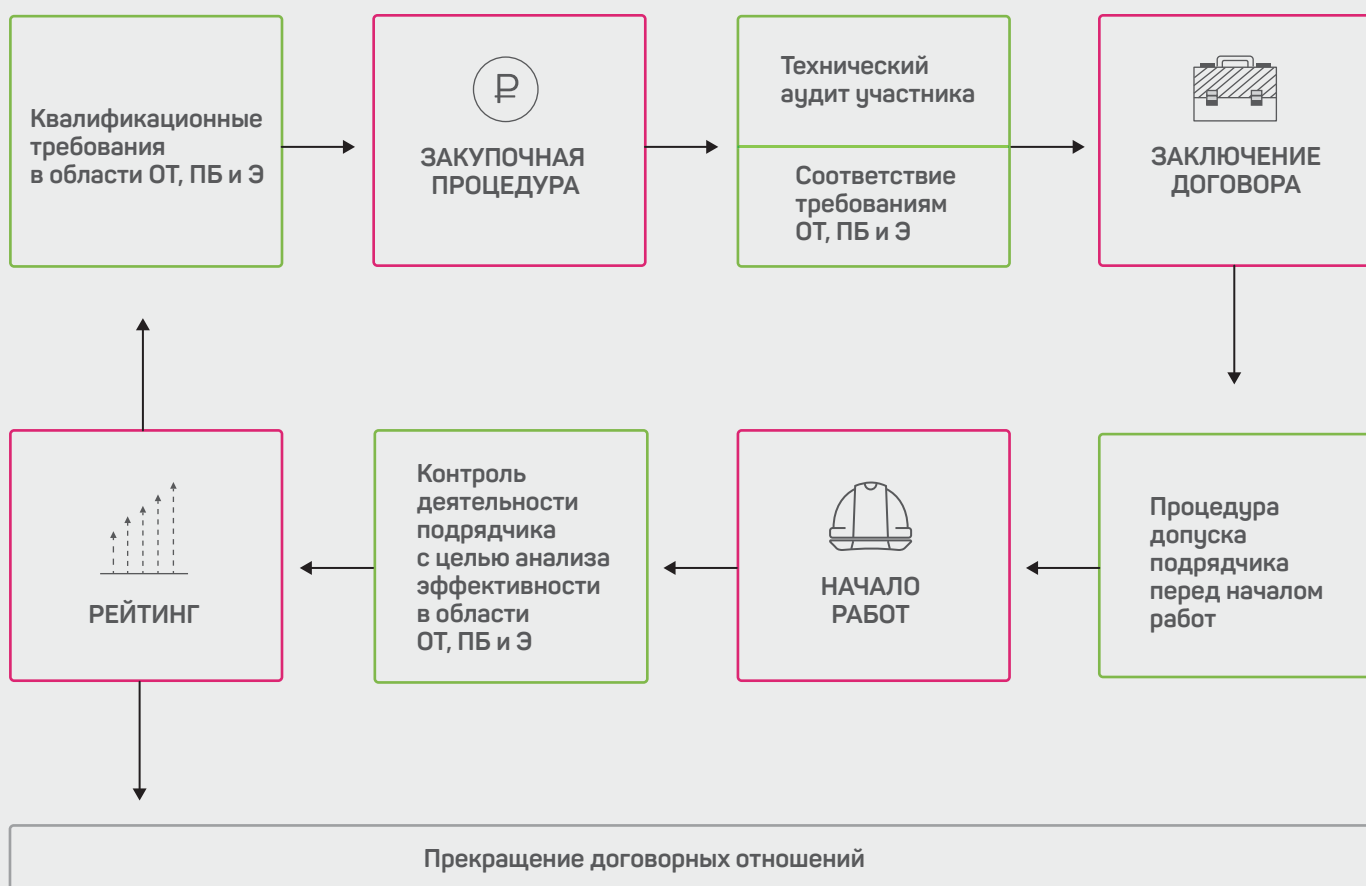 Квалификационные
требования
в области ОТ, ПБ и Э
₽
ЗАКУПОЧНАЯ
ПРОЦЕДУРА
Технический
аудит участника
Соответствие
требованиям
ОТ, ПБ и Э
ЗАКЛЮЧЕНИЕ
ДОГОВОРА
РЕЙТИНГ
Контроль
деятельности
подрядчика
с целью анализа
эффективности
в области
ОТ, ПБ и Э
НАЧАЛО
РАБОТ
Процедура
допуска
подрядчика
перед началом
работ
Прекращение договорных отношений